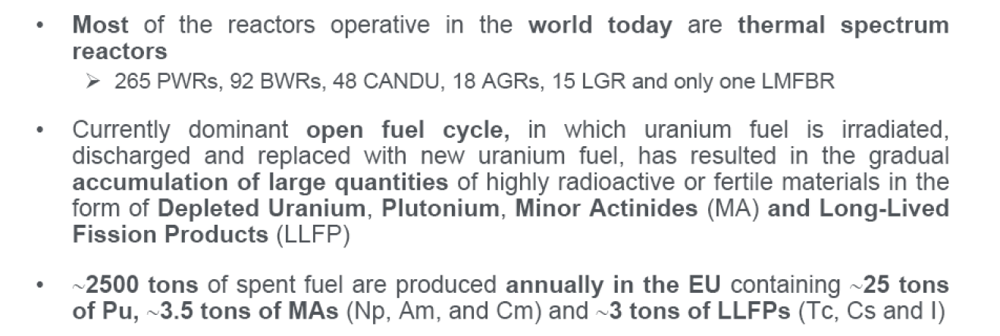 • Most of the reactors operative in the world today are thermal spectrum
reactors
➢ 265 PWRs, 92 BWRs, 48 CANDU, 18 AGRs, 15 LGR and only one LMFBR
• Currently dominant open fuel cycle, in which uranium fuel is irradiated,
discharged and replaced with new uranium fuel, has resulted in the gradual
accumulation of large quantities of highly radioactive or fertile materials in the
form of Depleted Uranium, Plutonium, Minor Actinides (MA) and Long-Lived
Fission Products (LLFP)
• ~2500 tons of spent fuel are produced annually in the EU containing ~25 tons
of Pu, ~3.5 tons of MAs (Np, Am, and Cm) and ~3 tons of LLFPs (Tc, Cs and I)